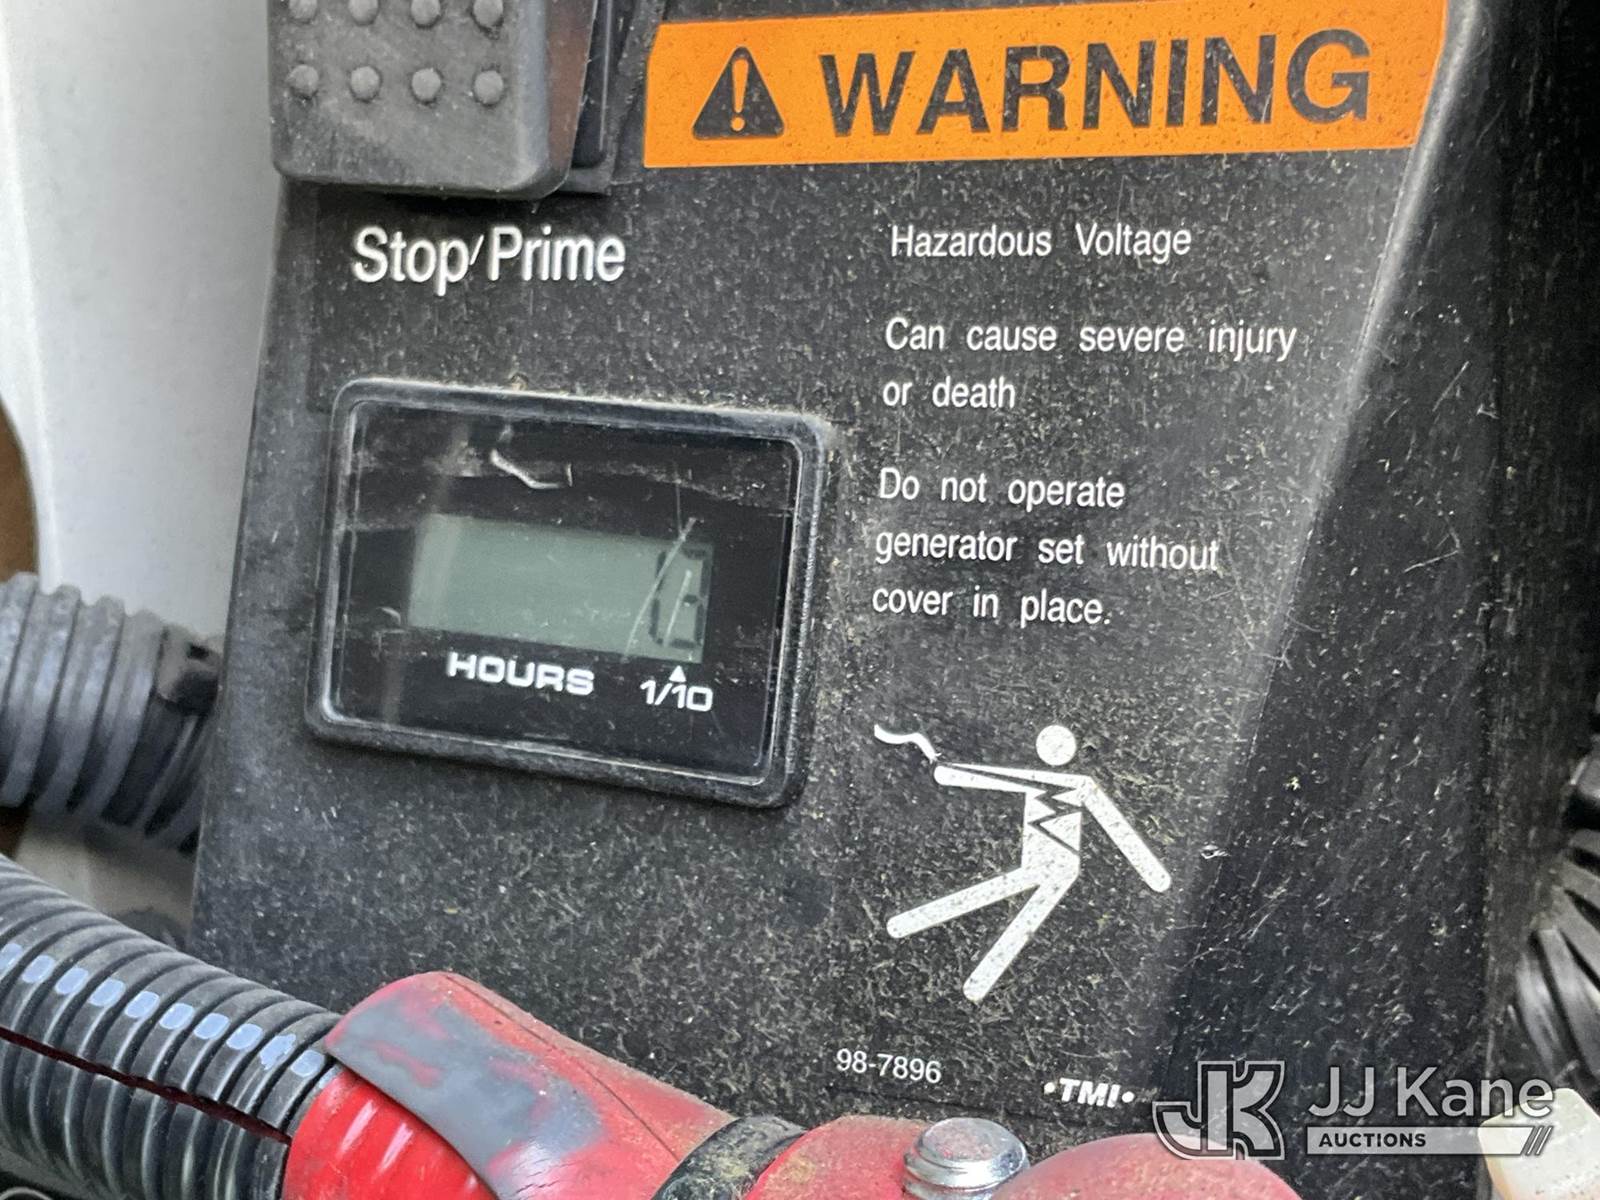 WARNING
Stop/Prime
Hazardous Voltage
Can cause severe injury
or death
Do not operate
generator set without
cover in place.
HOURS 1/10
98-7896
•TMI•
JK JJ Kane
AUCTIONS